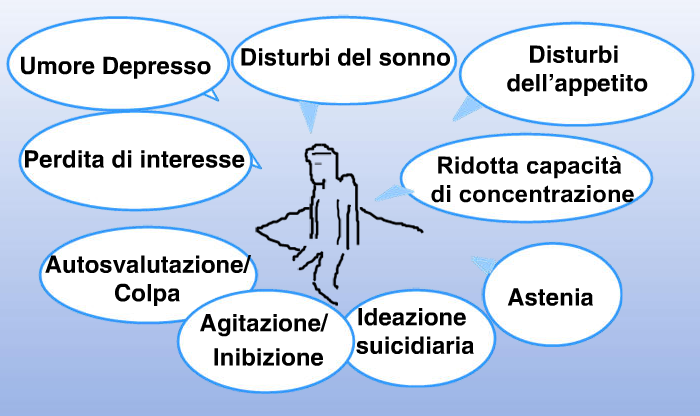 Umore Depresso
Disturbi del sonno
Disturbi
dell'appetito
Perdita di interesse
Ridotta capacità
di concentrazione
Autosvalutazione/
Colpa
Agitazione/
Inibizione
Ideazione
suicidiaria
Astenia